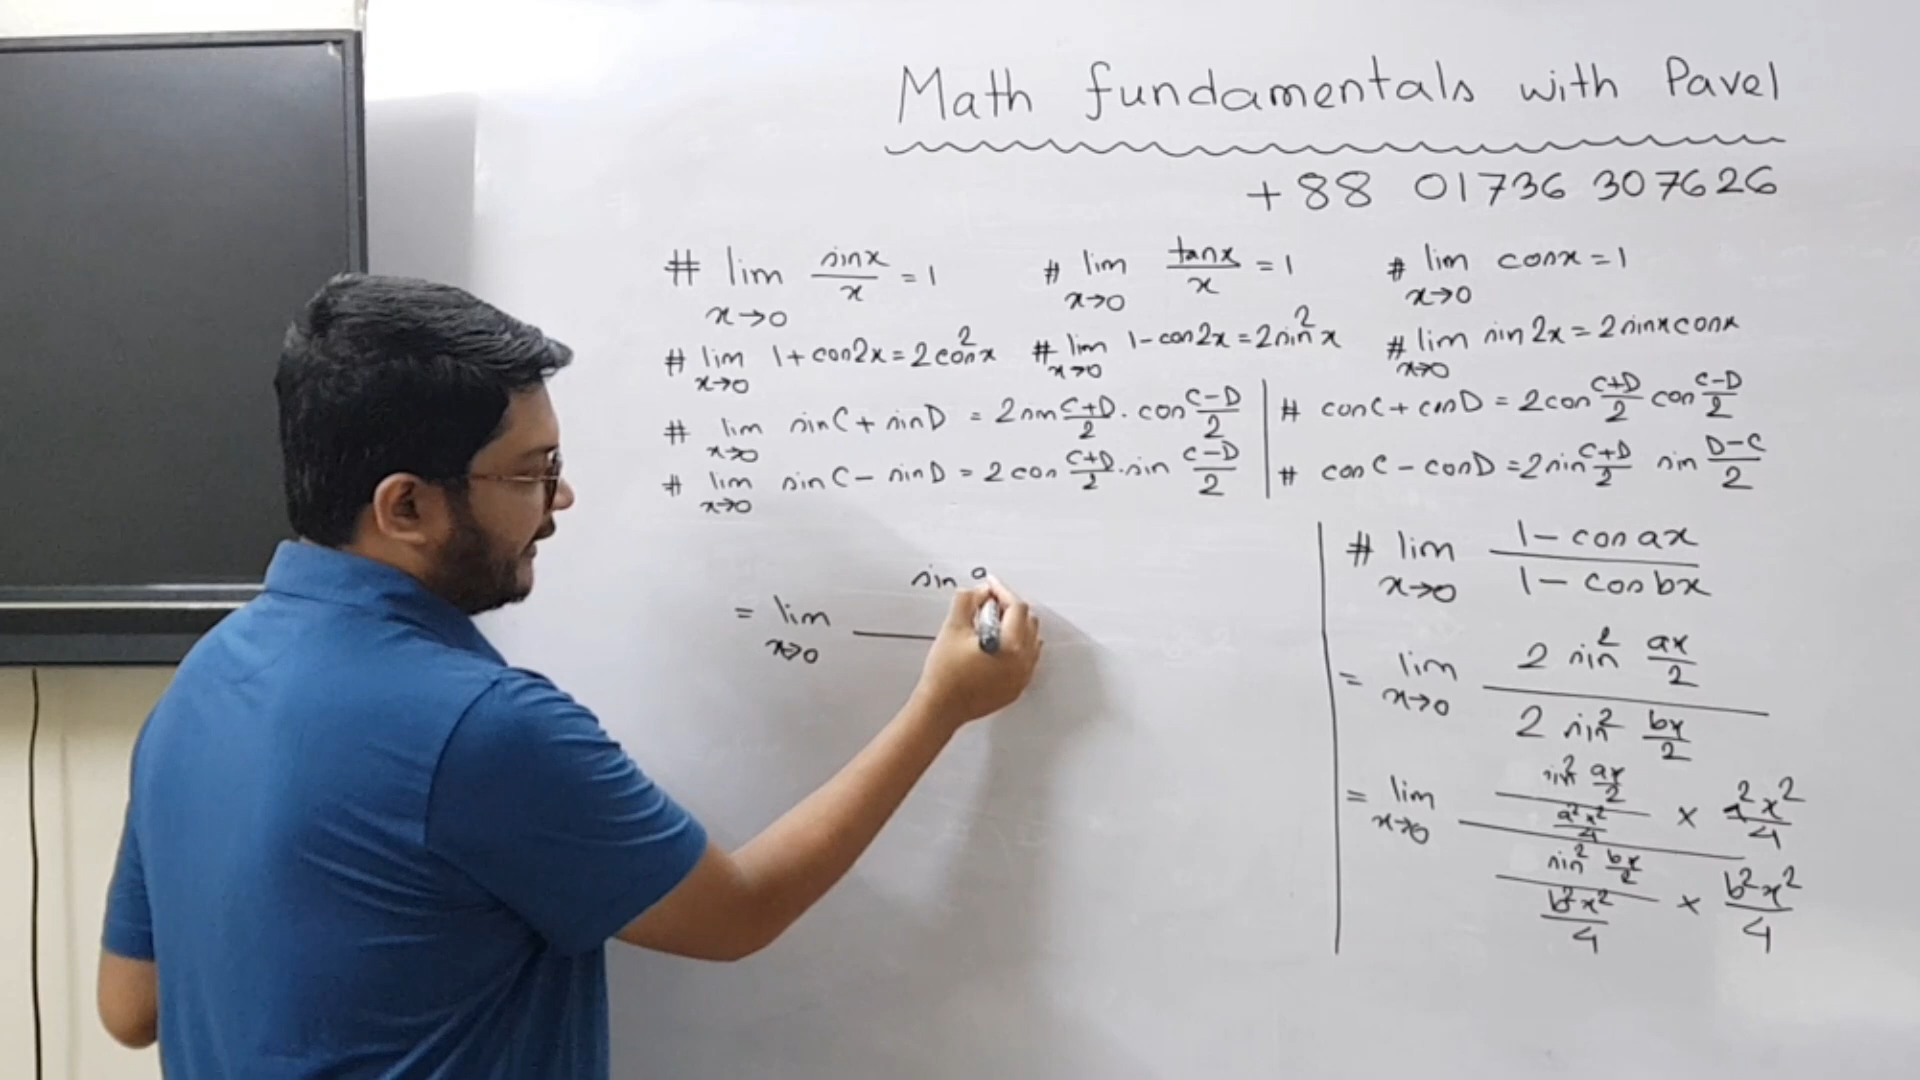 Math fundamentals with Pavel
+88 01736 307626
# lim x→0 sinx/x = 1   # lim x→0 tanx/x = 1   # lim x→0 cosx = 1
# lim x→0 1+cos2x = 2cos²x   # lim x→0 1-cos2x = 2sin²x   # lim x→0 sin2x = 2sinxcosx
# lim x→0 sinC + sinD = 2sin (C+D)/2 . cos (C-D)/2   # cosC + cosD = 2cos (C+D)/2 cos (C-D)/2
# lim x→0 sinC - sinD = 2cos (C+D)/2 . sin (C-D)/2   # cosC - cosD = 2sin (C+D)/2 sin (D-C)/2
= lim x→0 sin
# lim x→0 (1 - cosax)/(1 - cosbx)
= lim x→0 (2 sin² ax/2)/(2 sin² bx/2)
= lim x→0 ((sin² ax/2)/(a²x²/4) × a²x²/4)/((sin² bx/2)/(b²x²/4) × b²x²/4)